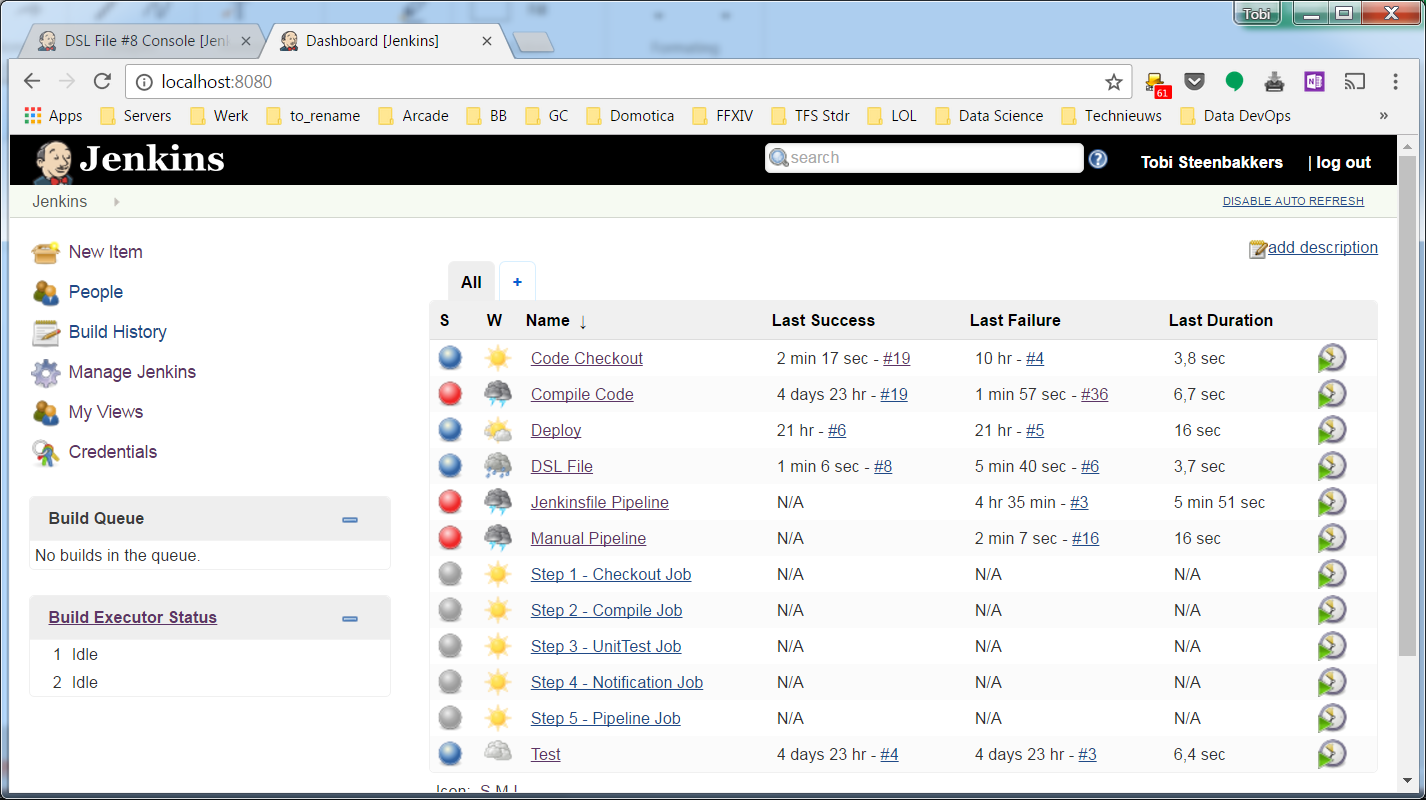 Tobi
DSL File #8 Console [Jenk
Dashboard [Jenkins]
localhost:8080
61
Apps Servers Werk to_rename Arcade BB GC Domotica FFXIV TFS Stdr LOL Data Science Technieuws Data DevOps »
Jenkins
search
Tobi Steenbakkers | log out
Jenkins
DISABLE AUTO REFRESH
New Item
People
Build History
Manage Jenkins
My Views
Credentials
Build Queue
No builds in the queue.
Build Executor Status
1 Idle
2 Idle
add description
All +
S W Name ↓ Last Success Last Failure Last Duration
Code Checkout 2 min 17 sec - #19 10 hr - #4 3,8 sec
Compile Code 4 days 23 hr - #19 1 min 57 sec - #36 6,7 sec
Deploy 21 hr - #6 21 hr - #5 16 sec
DSL File 1 min 6 sec - #8 5 min 40 sec - #6 3,7 sec
Jenkinsfile Pipeline N/A 4 hr 35 min - #3 5 min 51 sec
Manual Pipeline N/A 2 min 7 sec - #16 16 sec
Step 1 - Checkout Job N/A N/A N/A
Step 2 - Compile Job N/A N/A N/A
Step 3 - UnitTest Job N/A N/A N/A
Step 4 - Notification Job N/A N/A N/A
Step 5 - Pipeline Job N/A N/A N/A
Test 4 days 23 hr - #4 4 days 23 hr - #3 6,4 sec
Icon: S M L